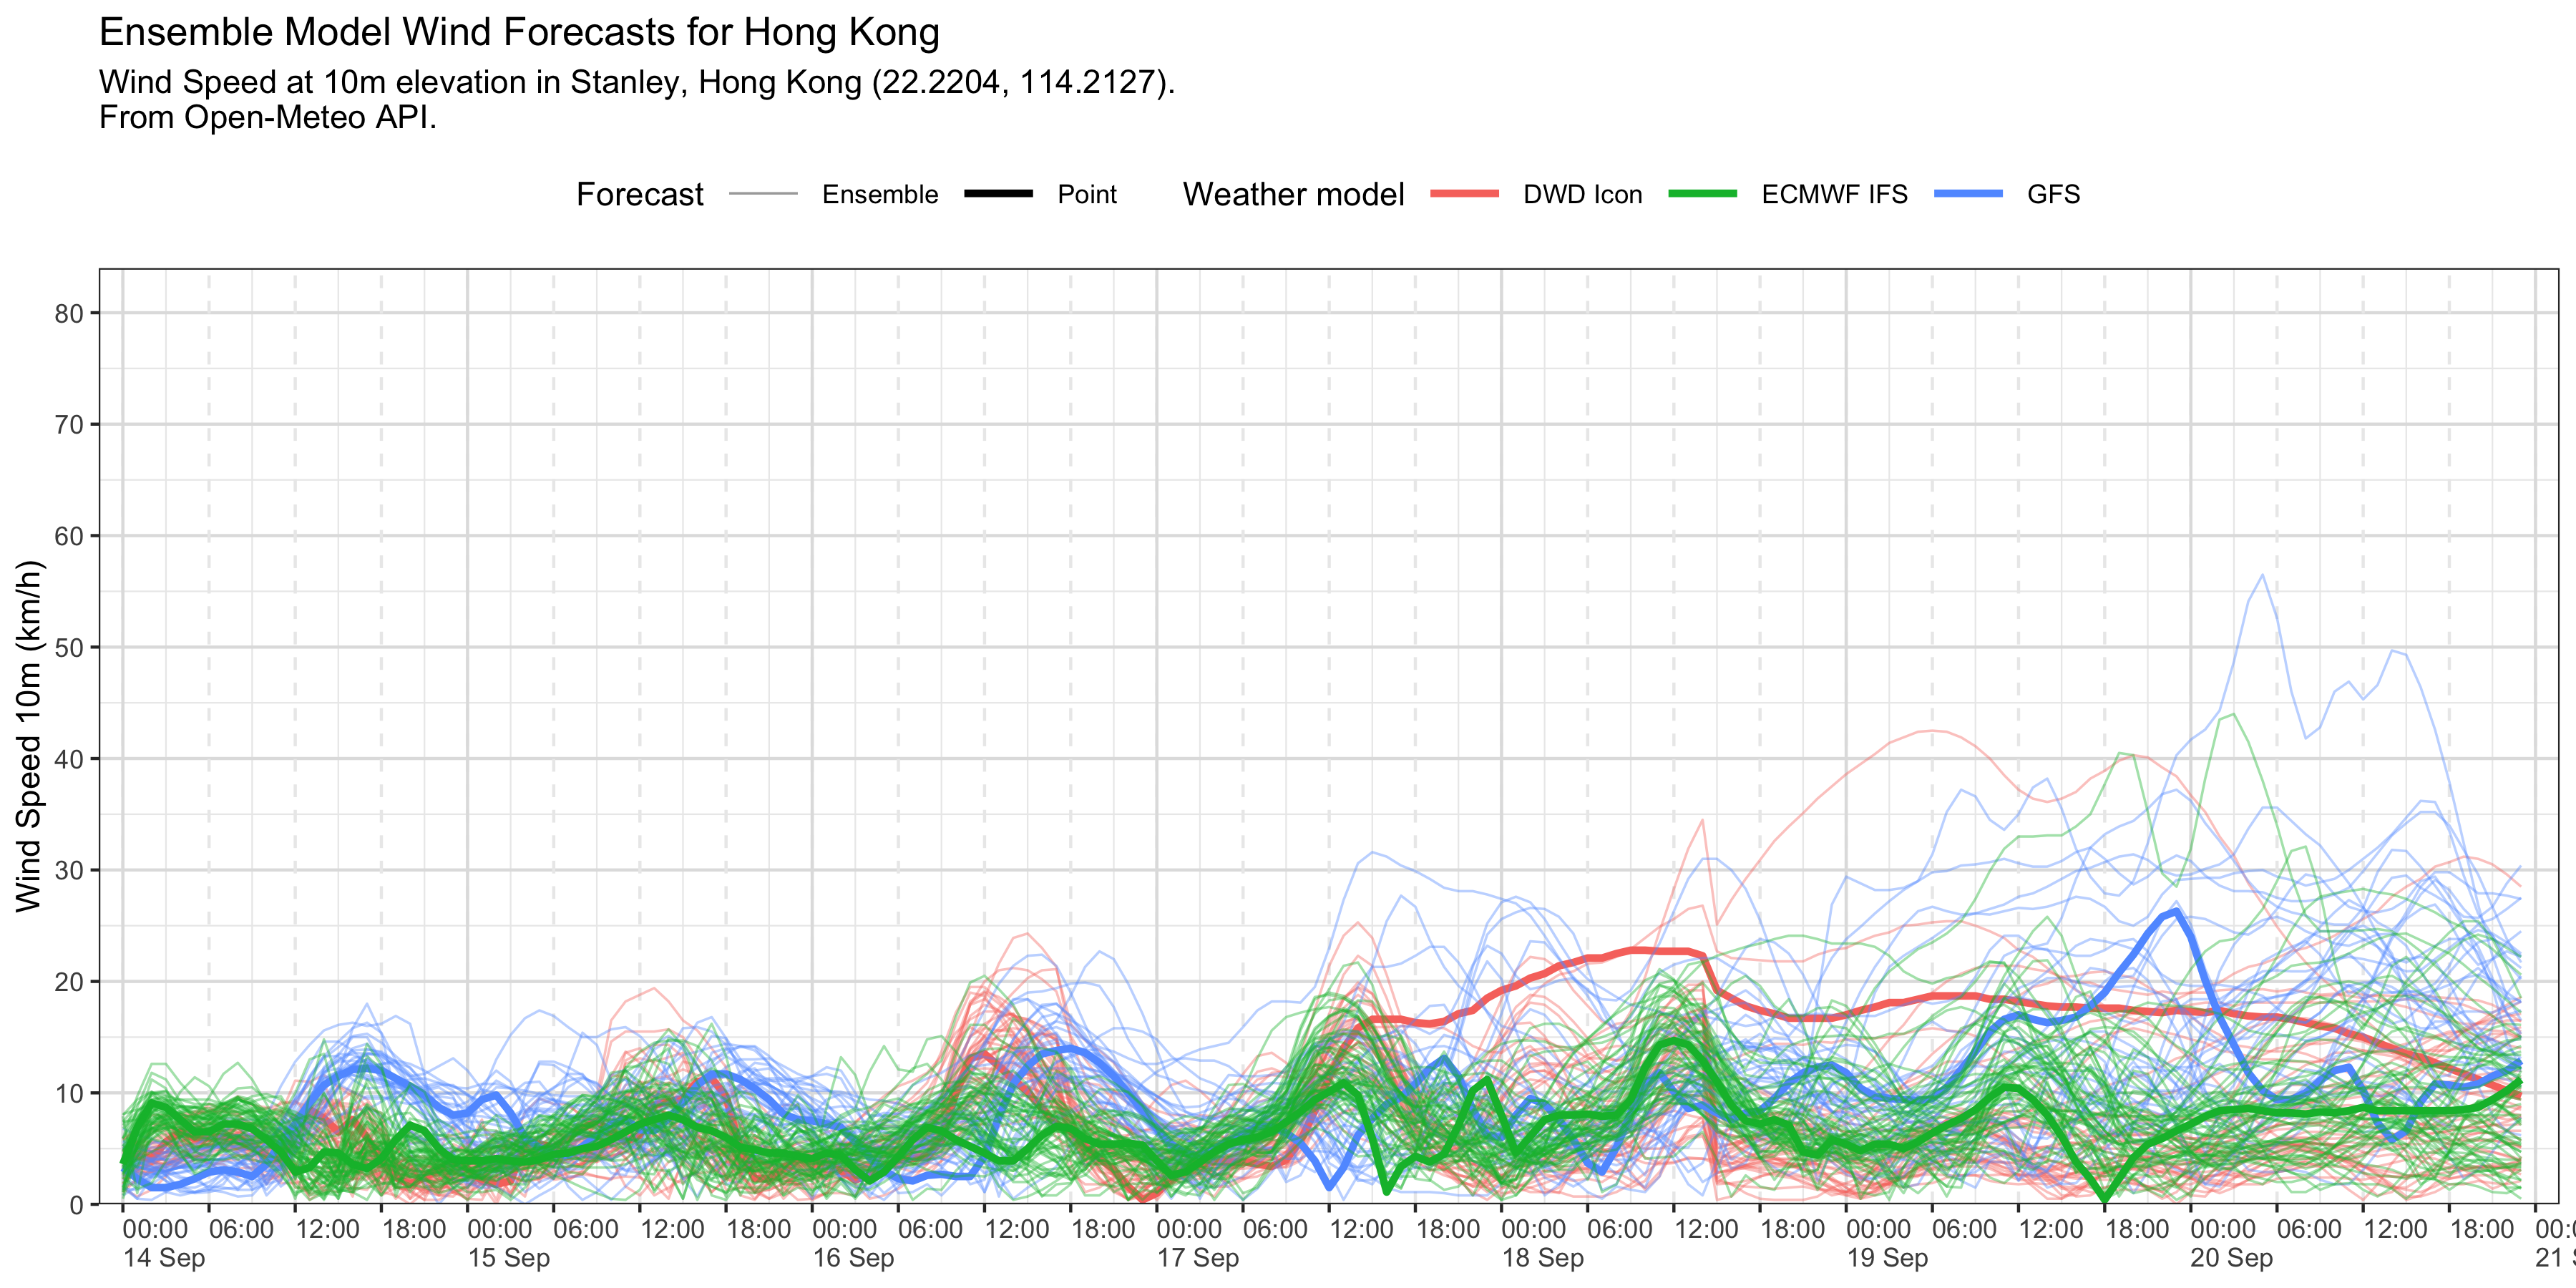 Ensemble Model Wind Forecasts for Hong Kong
Wind Speed at 10m elevation in Stanley, Hong Kong (22.2204, 114.2127).
From Open-Meteo API.
Forecast Ensemble Point Weather model DWD Icon ECMWF IFS GFS
Wind Speed 10m (km/h)
80
70
60
50
40
30
20
10
0
00:00 06:00 12:00 18:00 00:00 06:00 12:00 18:00 00:00 06:00 12:00 18:00 00:00 06:00 12:00 18:00 00:00 06:00 12:00 18:00 00:00 06:00 12:00 18:00 00:00 06:00 12:00 18:00 00:0
14 Sep 15 Sep 16 Sep 17 Sep 18 Sep 19 Sep 20 Sep 21 S